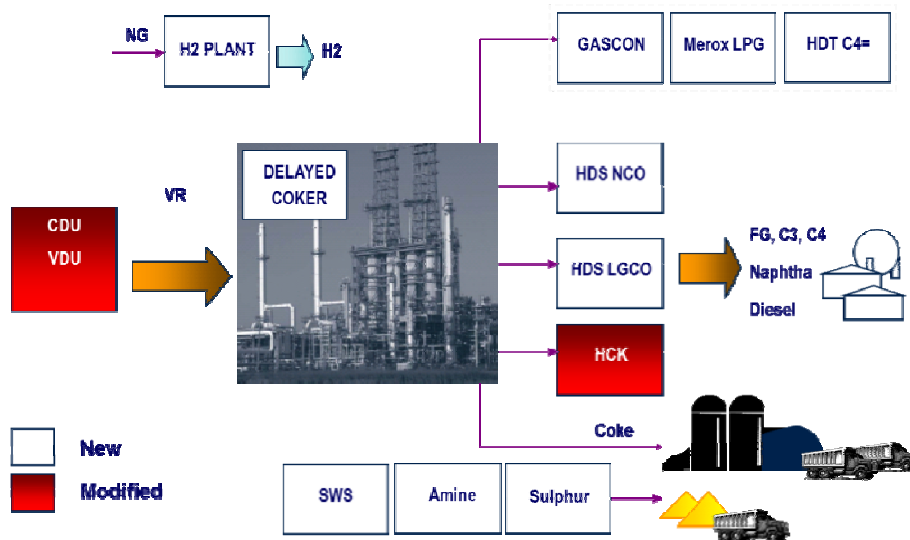 NG
H2 PLANT
H2
GASCON
Merox LPG
HDT C4=
DELAYED
COKER
VR
CDU
VDU
HDS NCO
HDS LGCO
FG, C3, C4
Naphtha
Diesel
HCK
Coke
New
Modified
SWS
Amine
Sulphur